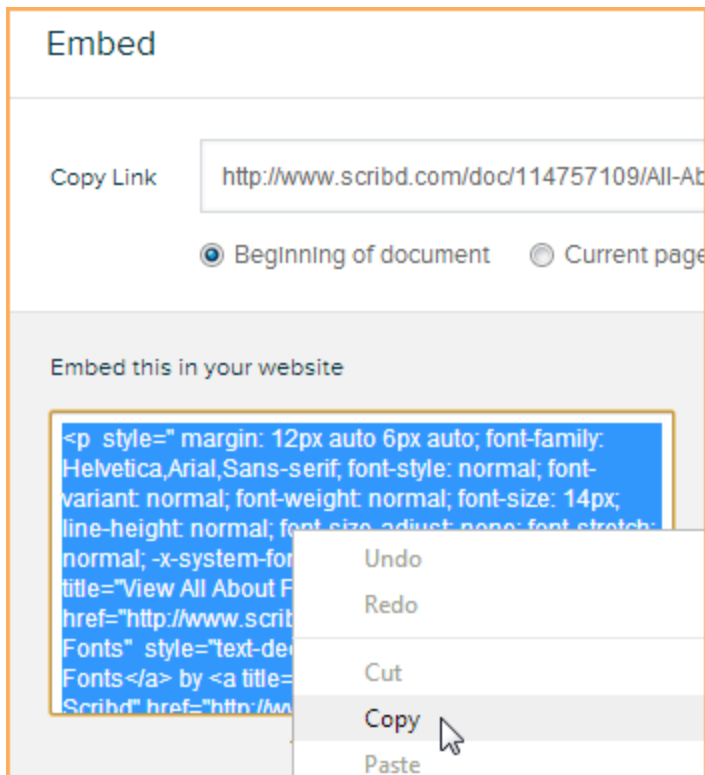 Embed
Copy Link
http://www.scribd.com/doc/114757109/All-Ab
Beginning of document
Current page
Embed this in your website
<p style=" margin: 12px auto 6px auto; font-family:
Helvetica,Arial,Sans-serif; font-style: normal; font-
variant: normal; font-weight: normal; font-size: 14px;
line-height: normal; font-size-adjust: none; font-stretch:
normal; -x-system-fon
title="View All About F
href="http://www.scrib
Fonts" style="text-dec
Fonts</a> by <a title=
Scribd" href="http://w
Undo
Redo
Cut
Copy
Paste